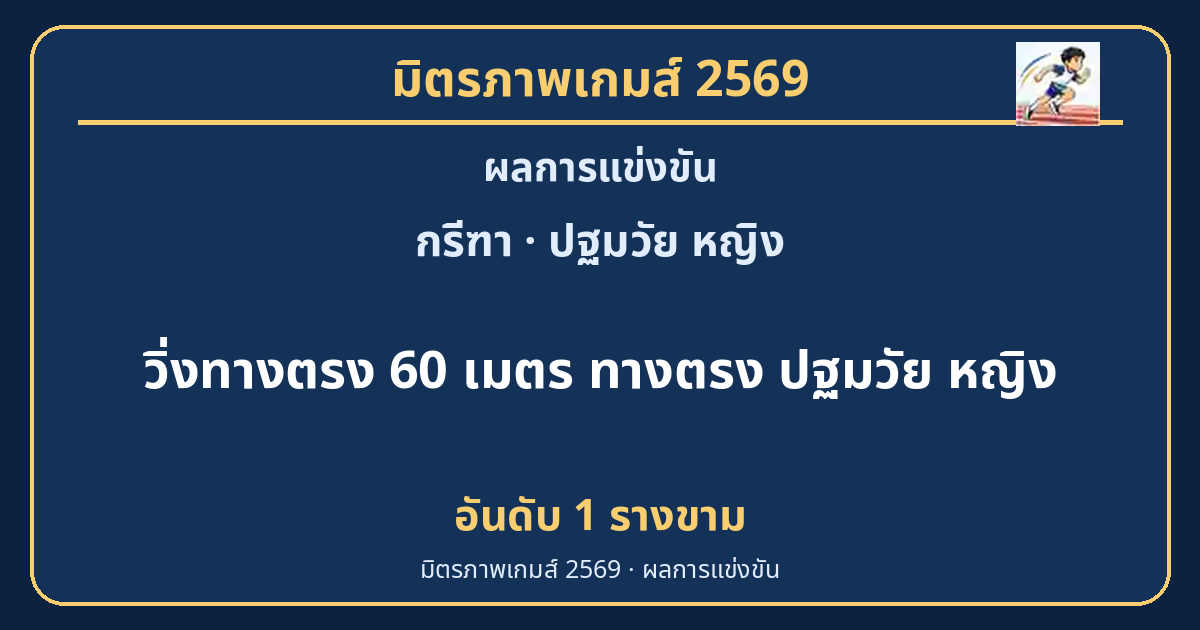 มิตรภาพเกมส์ 2569
ผลการแข่งขัน
กรีฑา · ปฐมวัย หญิง
วิ่งทางตรง 60 เมตร ทางตรง ปฐมวัย หญิง
อันดับ 1 รางขาม
มิตรภาพเกมส์ 2569 · ผลการแข่งขัน